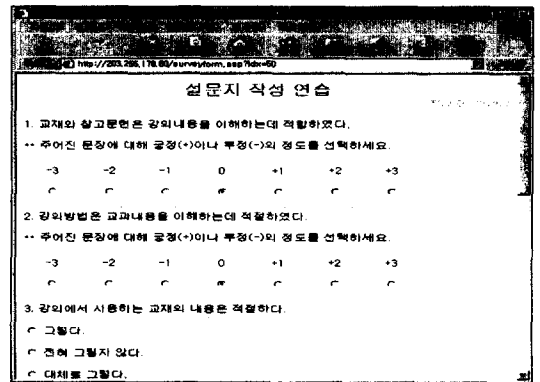 http://203.255.178.80/surveyform.asp?idx=50
설문지 작성 연습
1. 교재와 참고문헌은 강의내용을 이해하는데 적합하였다.
** 주어진 문장에 대해 긍정(+)이나 부정(-)의 정도를 선택하세요.
-3 -2 -1 0 +1 +2 +3
2. 강의방법은 교과내용을 이해하는데 적절하였다.
** 주어진 문장에 대해 긍정(+)이나 부정(-)의 정도를 선택하세요.
-3 -2 -1 0 +1 +2 +3
3. 강의에서 사용하는 교재의 내용은 적절하다.
그렇다.
전혀 그렇지 않다.
대체로 그렇다.